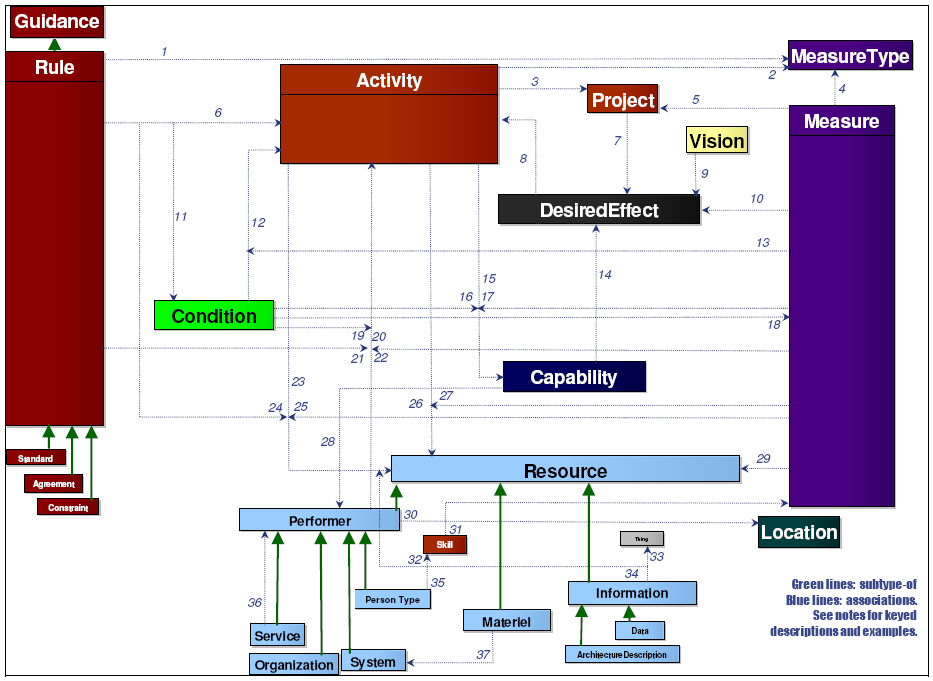 Guidance
1
Rule
MeasureType
2
Activity
3
Project
4
5
Measure
6
7
Vision
8
9
10
DesiredEffect
11
12
13
14
15
16
17
Condition
18
19
20
21
22
23
Capability
24
25
26
27
28
Standard
Agreement
Constraint
Resource
29
Performer
30
31
Location
Skill
Thing
32
33
34
35
Person Type
Information
36
Materiel
Data
Service
Organization
System
37
ArchitectureDescription
Green lines: subtype-of
Blue lines: associations.
See notes for keyed
descriptions and examples.